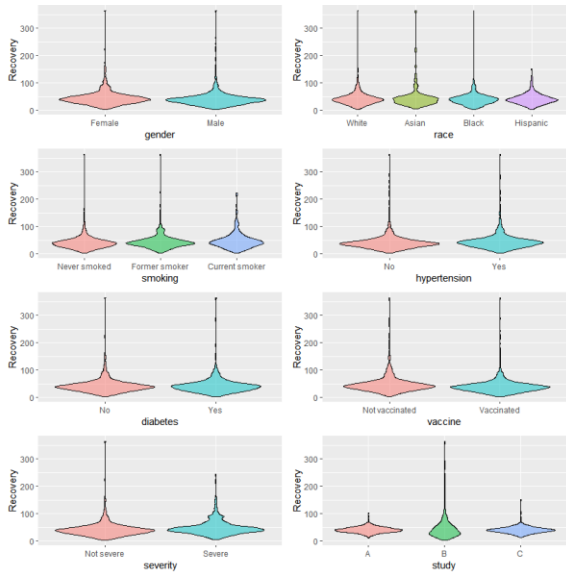 Recovery
300
200
100
0
Female Male
gender
Recovery
300
200
100
0
White Asian Black Hispanic
race
Recovery
300
200
100
0
Never smoked Former smoker Current smoker
smoking
Recovery
300
200
100
0
No Yes
hypertension
Recovery
300
200
100
0
No Yes
diabetes
Recovery
300
200
100
0
Not vaccinated Vaccinated
vaccine
Recovery
300
200
100
0
Not severe Severe
severity
Recovery
300
200
100
0
A B C
study